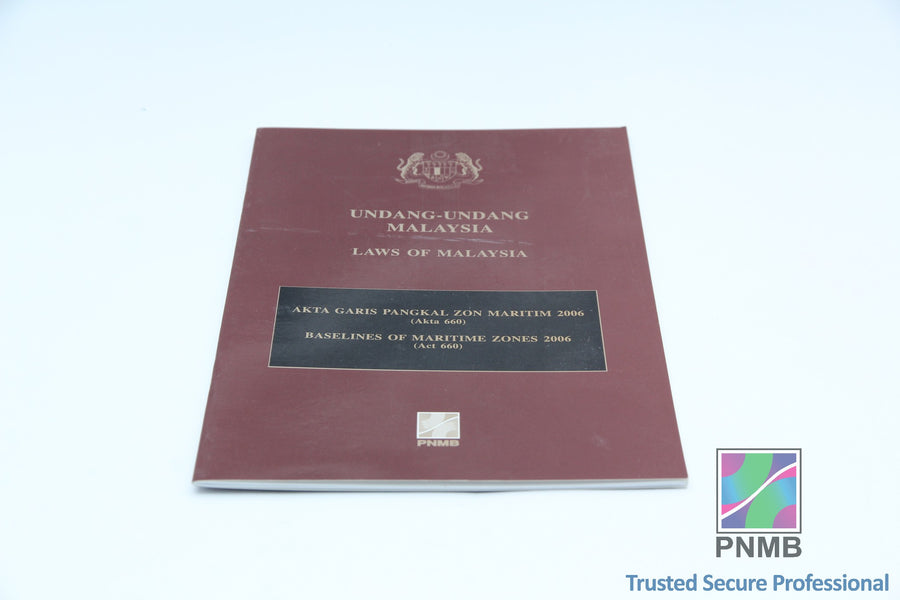 UNDANG-UNDANG
MALAYSIA
LAWS OF MALAYSIA
AKTA GARIS PANGKAL ZON MARITIM 2006
(Akta 660)
BASELINES OF MARITIME ZONES 2006
(Act 660)
PNMB
PNMB
Trusted Secure Professional